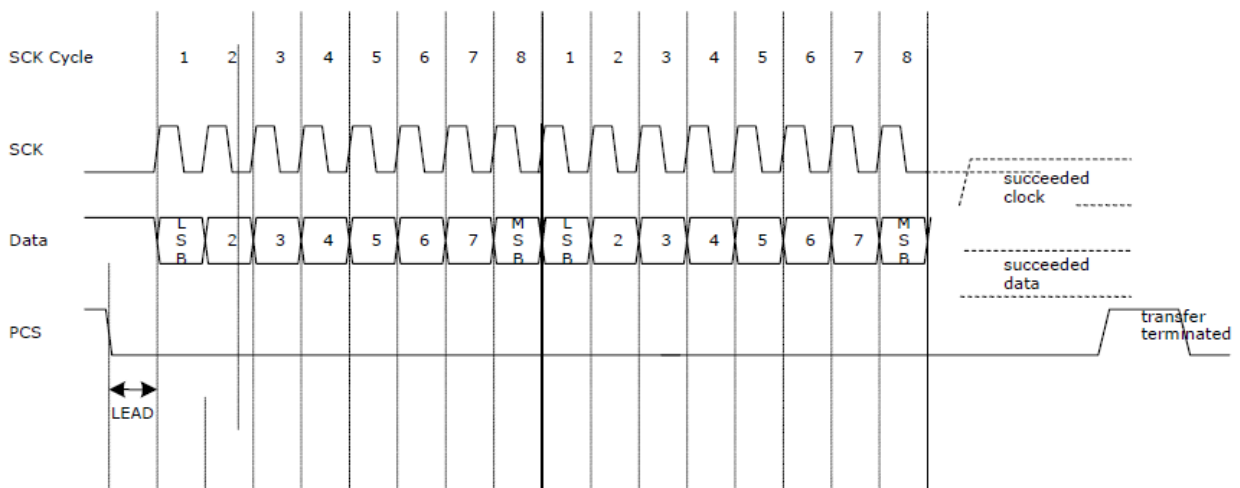 SCK Cycle 1 2 3 4 5 6 7 8 1 2 3 4 5 6 7 8
SCK
succeeded
clock
Data L S B 2 3 4 5 6 7 M S B L S B 2 3 4 5 6 7 M S B
succeeded
data
PCS
transfer
terminated
LEAD